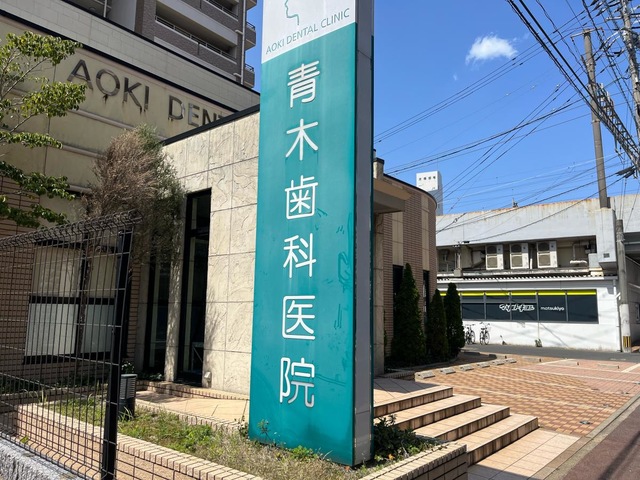 AOKI DENTAL CLINIC
青木歯科医院
AOKI DEN
matsukiyo